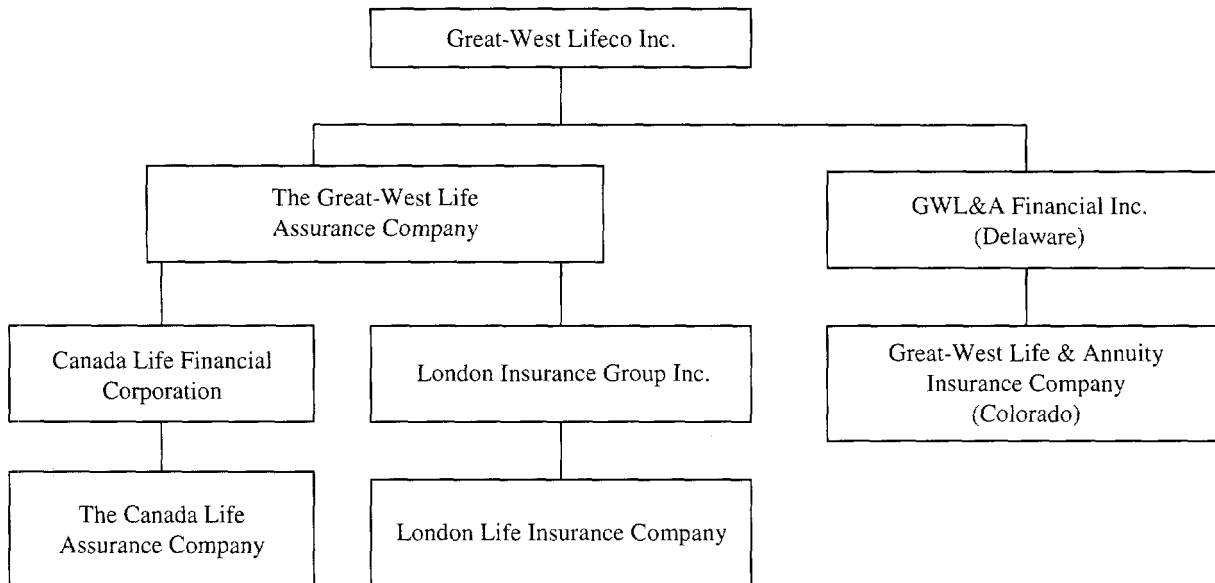 Great-West Lifeco Inc.
The Great-West Life
Assurance Company
GWL&A Financial Inc.
(Delaware)
Canada Life Financial
Corporation
London Insurance Group Inc.
Great-West Life & Annuity
Insurance Company
(Colorado)
The Canada Life
Assurance Company
London Life Insurance Company